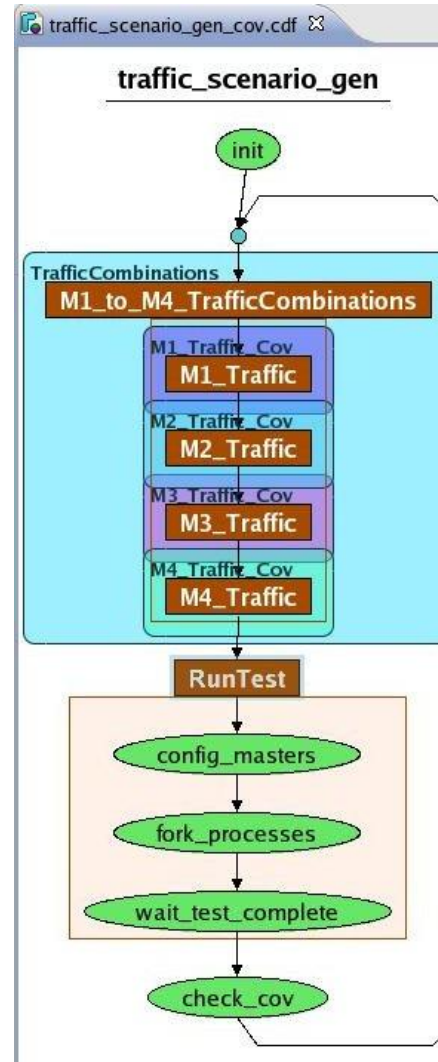 traffic_scenario_gen_cov.cdf
traffic_scenario_gen
init
TrafficCombinations
M1_to_M4_TrafficCombinations
M1_Traffic_Cov
M1_Traffic
M2_Traffic_Cov
M2_Traffic
M3_Traffic_Cov
M3_Traffic
M4_Traffic_Cov
M4_Traffic
RunTest
config_masters
fork_processes
wait_test_complete
check_cov